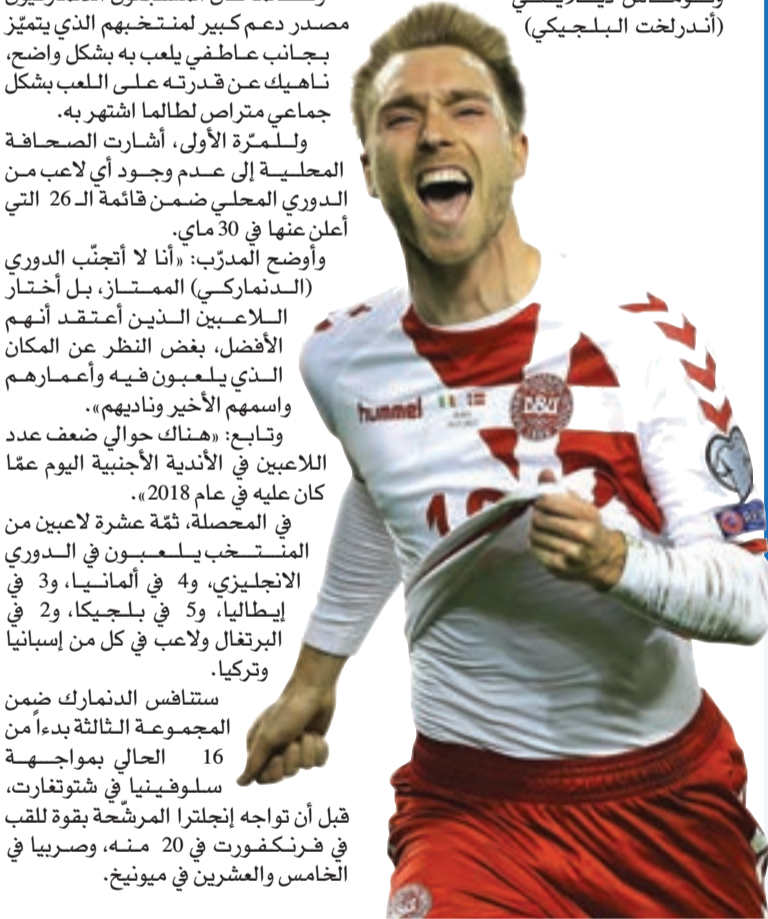 (أندرلخت البلجيكي)
مصدر دعم كبير لمنتخبهم الذي يتميّز
بجانب عاطفي يلعب به بشكل واضح،
ناهيك عن قدرته على اللعب بشكل
جماعي متراص لطالما اشتهر به.
وللمرّة الأولى، أشارت الصحافة
المحلية إلى عدم وجود أي لاعب من
الدوري المحلي ضمن قائمة الـ 26 التي
أعلن عنها في 30 ماي.
وأوضح المدرّب: «أنا لا أتجنّب الدوري
(الدنماركي) الممتاز، بل أختار
اللاعبين الذين أعتقد أنهم
الأفضل، بغض النظر عن المكان
الذي يلعبون فيه وأعمارهم
واسمهم الأخير وناديهم».
وتابع: «هناك حوالي ضعف عدد
اللاعبين في الأندية الأجنبية اليوم عمّا
كان عليه في عام 2018».
في المحصلة، ثمّة عشرة لاعبين من
المنتخب يلعبون في الدوري
الانجليزي، و4 في ألمانيا، و3 في
إيطاليا، و5 في بلجيكا، و2 في
البرتغال ولاعب في كل من إسبانيا
وتركيا.
ستنافس الدنمارك ضمن
المجموعة الثالثة بدءاً من
16 الحالي بمواجهة
سلوفينيا في شتوتغارت،
قبل أن تواجه إنجلترا المرشّحة بقوة للقب
في فرنكفورت في 20 منه، وصربيا في
الخامس والعشرين في ميونيخ.
hummel
DBU